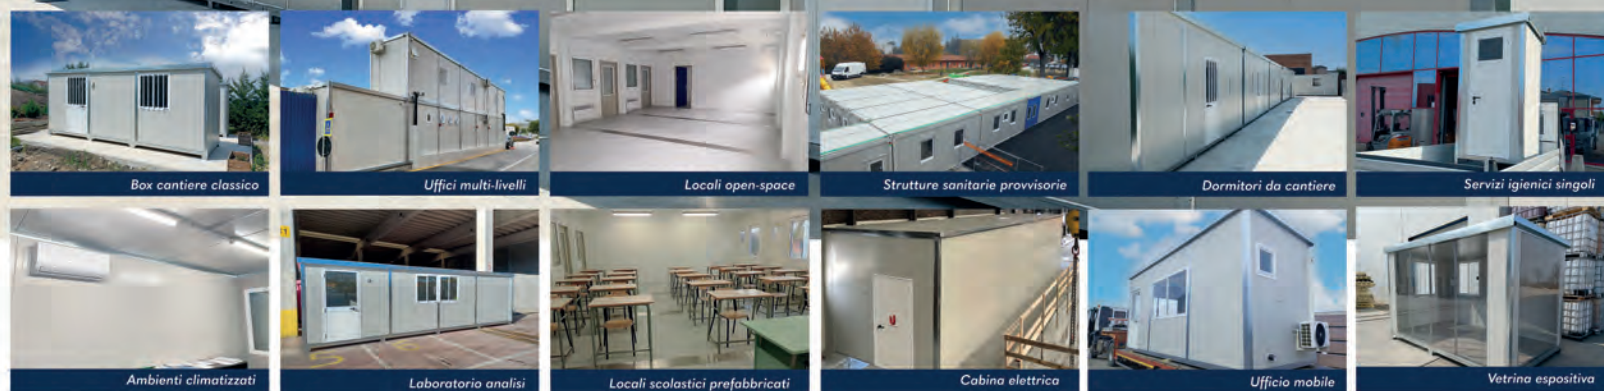 Box cantiere classico
Uffici multi-livelli
Locali open-space
Strutture sanitarie provvisorie
Dormitori da cantiere
Servizi igienici singoli
Ambienti climatizzati
Laboratorio analisi
Locali scolastici prefabbricati
Cabina elettrica
Ufficio mobile
Vetrina espositiva